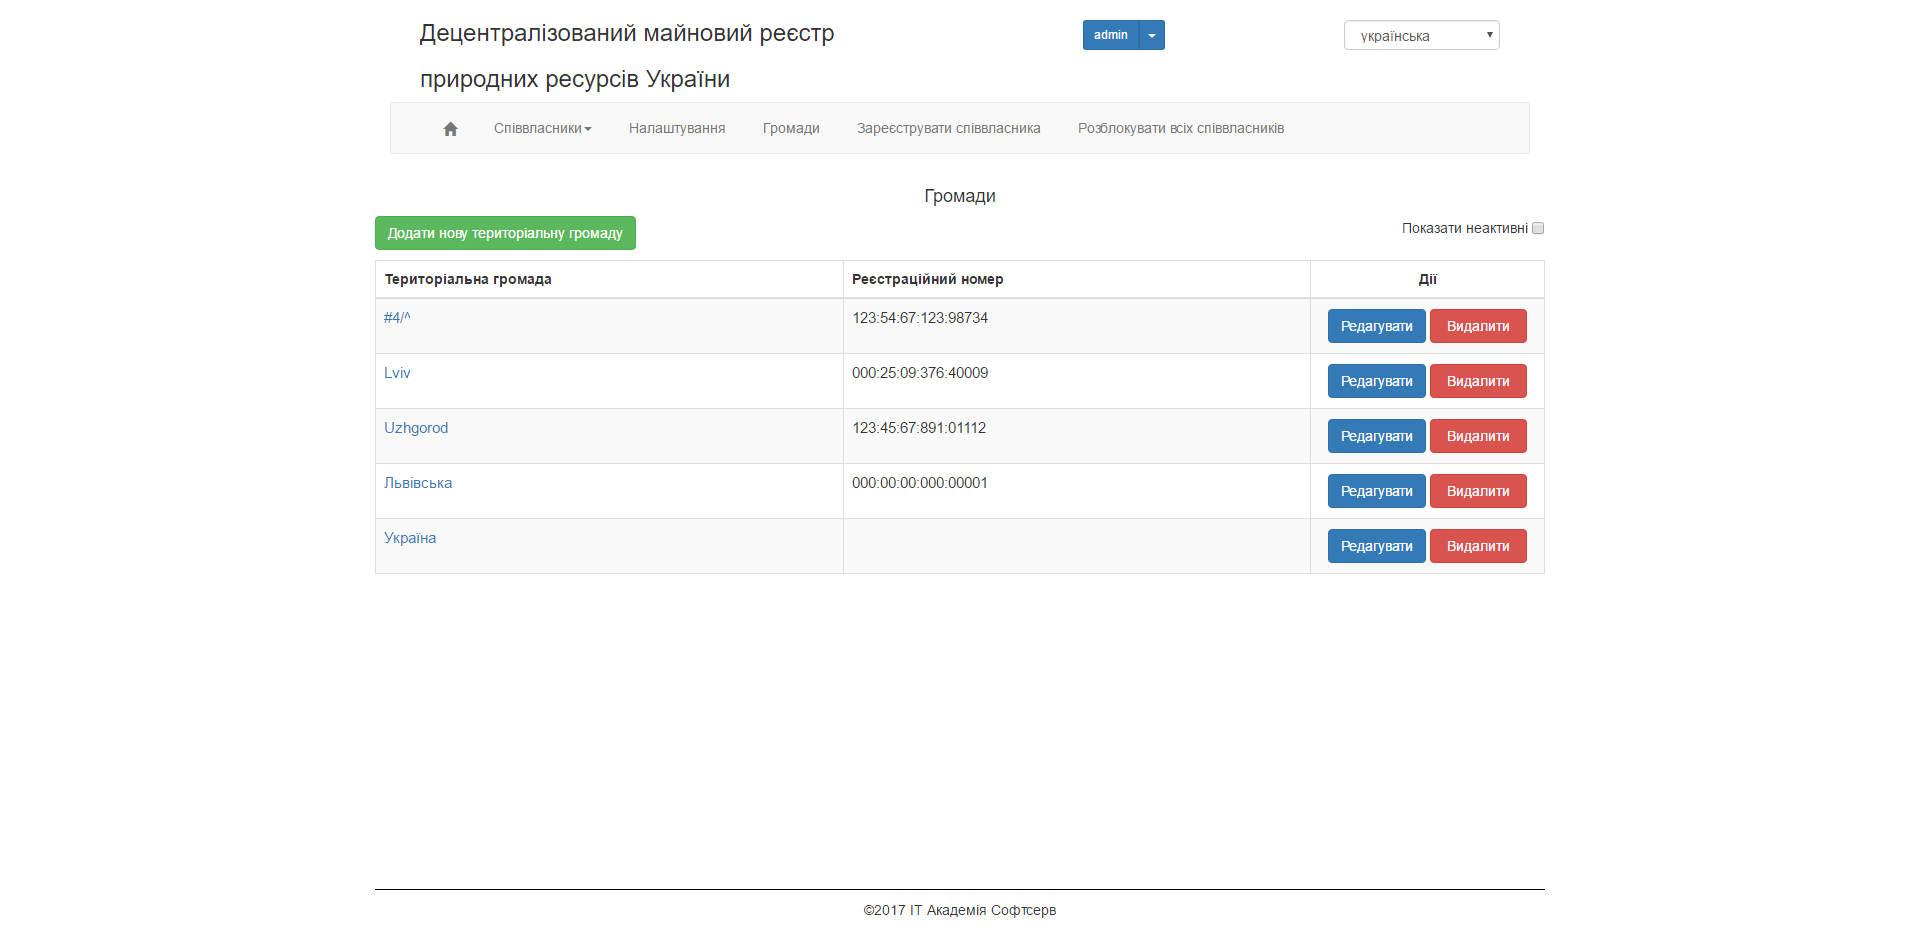 Децентралізований майновий реєстр
природних ресурсів України
admin
українська
Співвласники
Налаштування
Громади
Зареєструвати співвласника
Розблокувати всіх співвласників
Громади
Додати нову територіальну громаду
Показати неактивні
Територіальна громада Реєстраційний номер Дії
#4/^ 123:54:67:123:98734 Редагувати Видалити
Lviv 000:25:09:376:40009 Редагувати Видалити
Uzhgorod 123:45:67:891:01112 Редагувати Видалити
Львівська 000:00:00:000:00001 Редагувати Видалити
Україна Редагувати Видалити
©2017 IT Академія Софтсерв